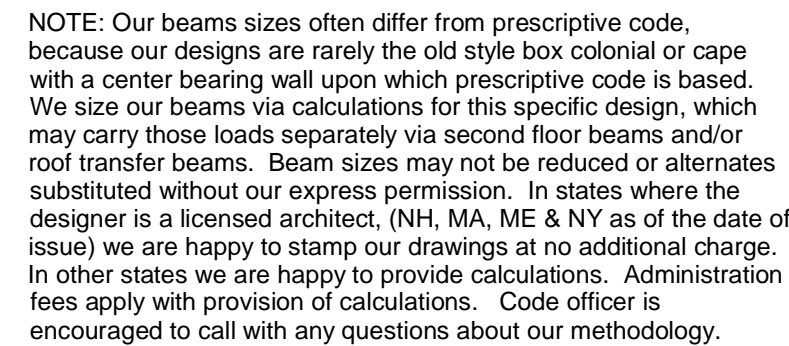 NOTE: Our beams sizes often differ from prescriptive code,
because our designs are rarely the old style box colonial or cape
with a center bearing wall upon which prescriptive code is based.
We size our beams via calculations for this specific design, which
may carry those loads separately via second floor beams and/or
roof transfer beams.  Beam sizes may not be reduced or alternates
substituted without our express permission.  In states where the
designer is a licensed architect, (NH, MA, ME & NY as of the date of
issue) we are happy to stamp our drawings at no additional charge.
In other states we are happy to provide calculations.  Administration
fees apply with provision of calculations.   Code officer is
encouraged to call with any questions about our methodology.